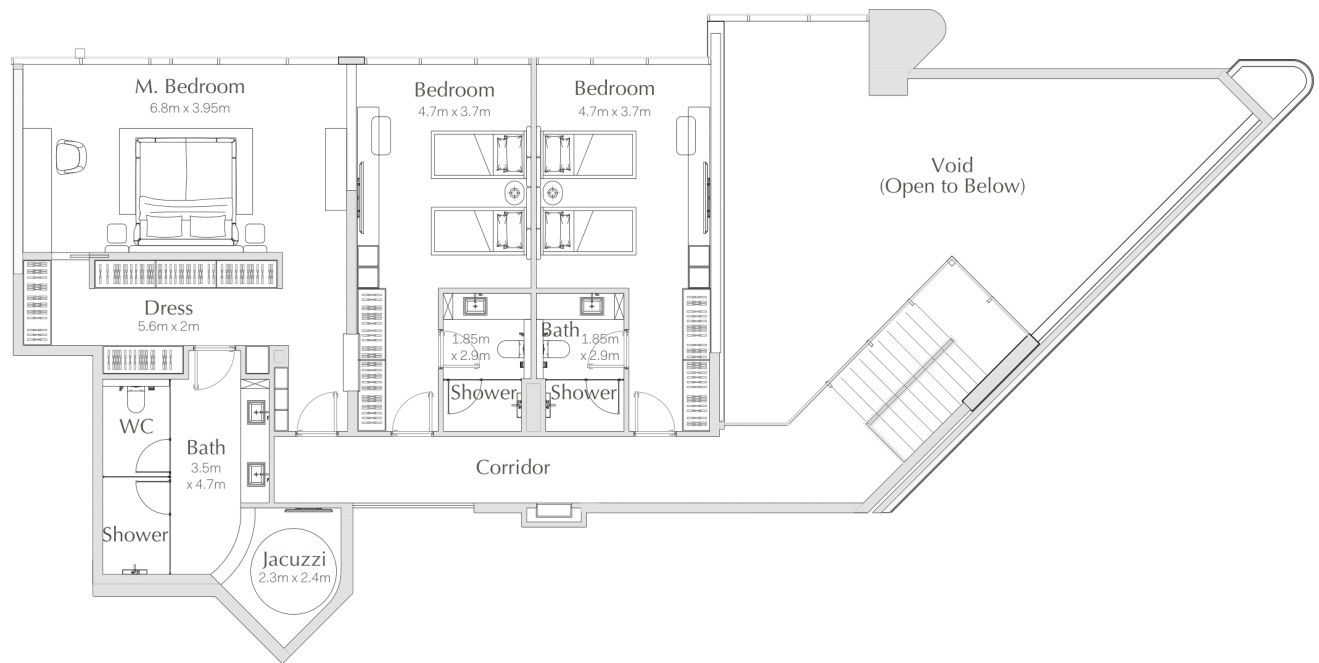 M. Bedroom
6.8m x 3.95m
Bedroom
4.7m x 3.7m
Bedroom
4.7m x 3.7m
Void
(Open to Below)
Dress
5.6m x 2m
Bath
1.85m
x 2.9m
1.85m
x 2.9m
Shower
Shower
WC
Bath
3.5m
x 4.7m
Corridor
Shower
Jacuzzi
2.3m x 2.4m